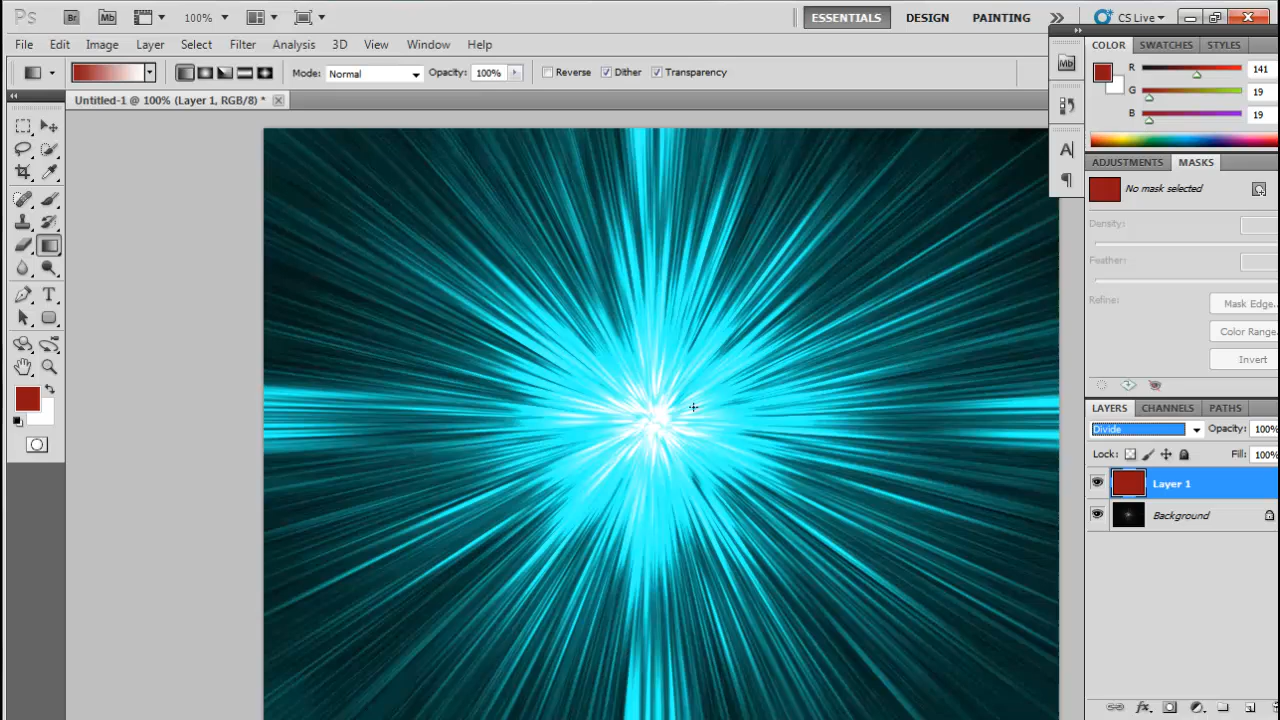 Ps Br Mb 100% ESSENTIALS DESIGN PAINTING CS Live
File Edit Image Layer Select Filter Analysis 3D View Window Help
Mode: Normal Opacity: 100% Reverse Dither Transparency
Untitled-1 @ 100% (Layer 1, RGB/8) *
COLOR SWATCHES STYLES
Mb
R 141
G 19
B 19
A
¶
ADJUSTMENTS MASKS
No mask selected
Density:
Feather:
Refine: Mask Edge...
Color Range...
Invert
T
LAYERS CHANNELS PATHS
Divide Opacity: 100%
Lock: Fill: 100%
Layer 1
Background
fx